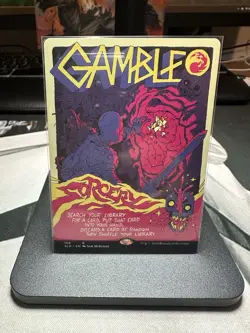 GAMBLE
SORCERY
SEARCH YOUR LIBRARY
FOR A CARD, PUT THAT CARD
INTO YOUR HAND,
DISCARD A CARD AT RANDOM,
THEN SHUFFLE YOUR LIBRARY.